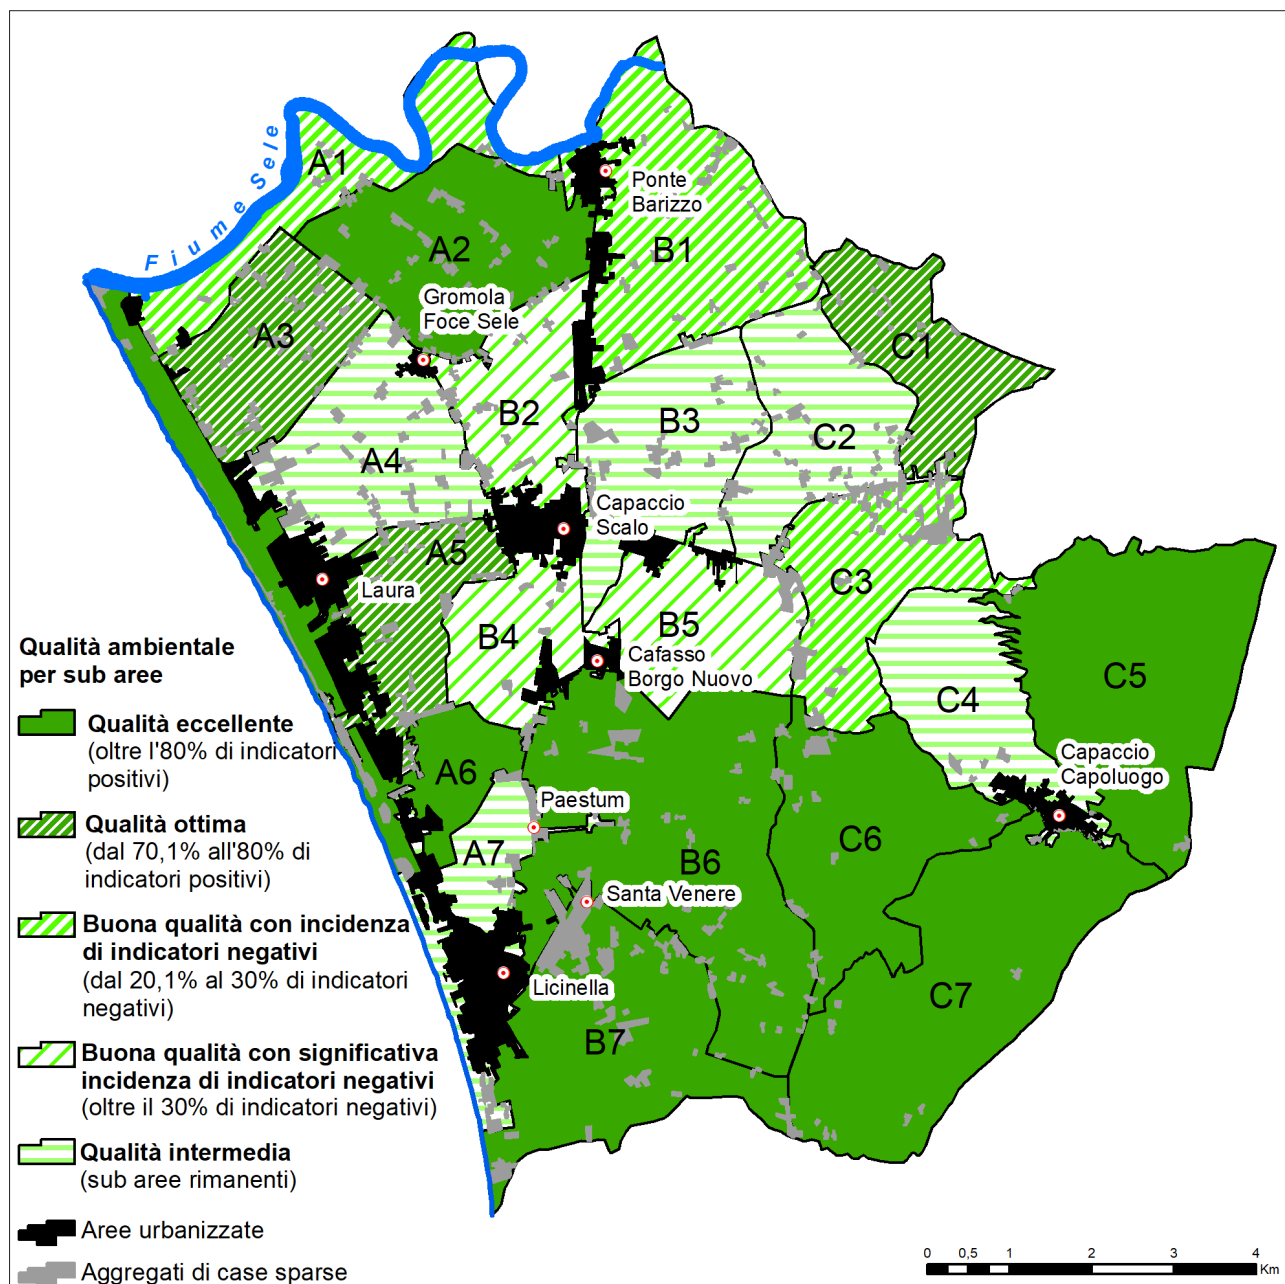 Fiume Sele
A1
A2
A3
A4
A5
A6
A7
B1
B2
B3
B4
B5
B6
B7
C1
C2
C3
C4
C5
C6
C7
Ponte
Barizzo
Gromola
Foce Sele
Capaccio
Scalo
Laura
Cafasso
Borgo Nuovo
Capaccio
Capoluogo
Paestum
Santa Venere
Licinella
Qualità ambientale
per sub aree
Qualità eccellente
(oltre l'80% di indicatori
positivi)
Qualità ottima
(dal 70,1% all'80% di
indicatori positivi)
Buona qualità con incidenza
di indicatori negativi
(dal 20,1% al 30% di indicatori
negativi)
Buona qualità con significativa
incidenza di indicatori negativi
(oltre il 30% di indicatori negativi)
Qualità intermedia
(sub aree rimanenti)
Aree urbanizzate
Aggregati di case sparse
0 0,5 1 2 3 4
Km